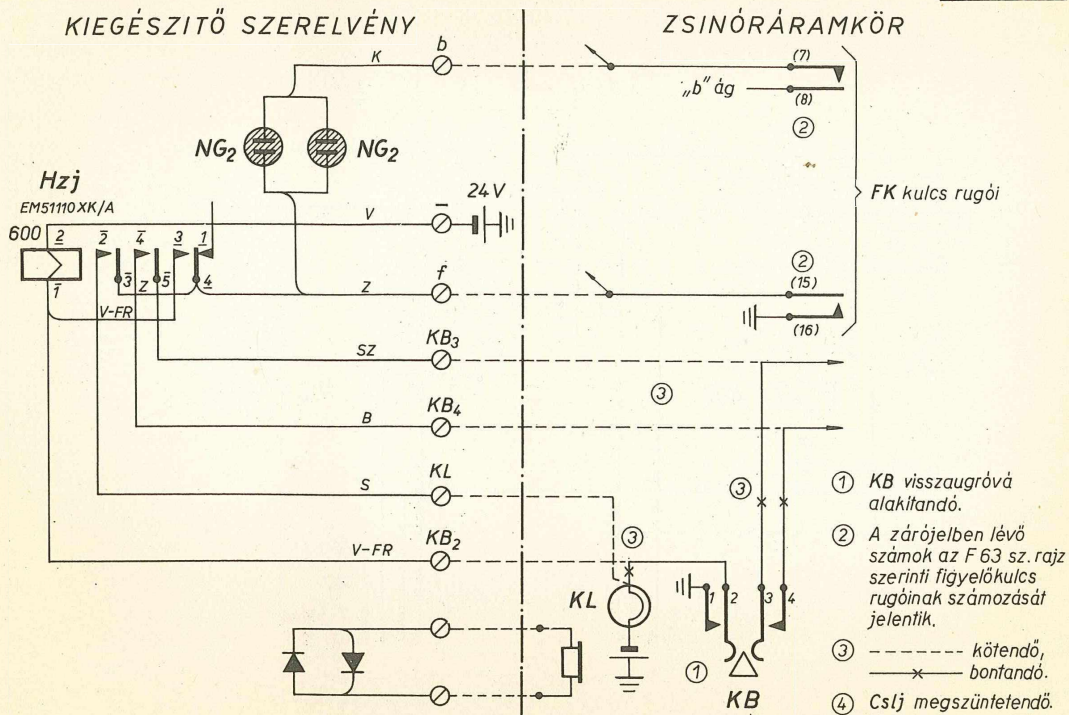 KIEGÉSZITŐ SZERELVÉNY
ZSINÓRÁRAMKÖR
K
b
(7)
„b” ág
(8)
②
NG₂
NG₂
Hzj
EM51110XK/A
600
2
1
24V
V
–
FK kulcs rugói
2 4 3 1
3 Z 5 4
V-FR
Z
f
②
(15)
(16)
SZ
KB₃
③
B
KB₄
S
KL
③
V-FR
KB₂
③
KL
1 2 3 4
①
KB
① KB visszaugróvá
alakitandó.
② A zárójelben lévő
számok az F 63 sz. rajz
szerinti figyelőkulcs
rugóinak számozását
jelentik.
③ -------- kötendő,
—×— bontandó.
④ Cslj megszüntetendő.